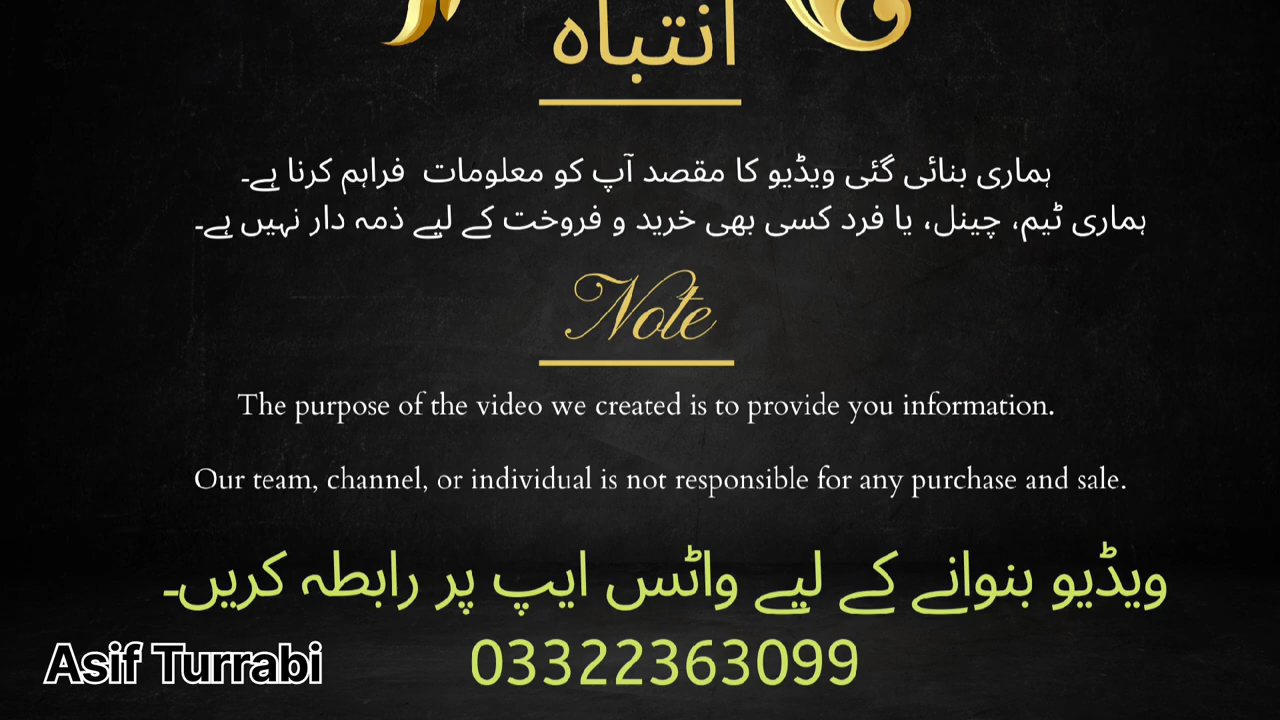 انتباہ
ہماری بنائی گئی ویڈیو کا مقصد آپ کو معلومات فراہم کرنا ہے۔
ہماری ٹیم، چینل، یا فرد کسی بھی خرید و فروخت کے لیے ذمہ دار نہیں ہے۔
Note
The purpose of the video we created is to provide you information.
Our team, channel, or individual is not responsible for any purchase and sale.
ویڈیو بنوانے کے لیے واٹس ایپ پر رابطہ کریں۔
03322363099
Asif Turrabi